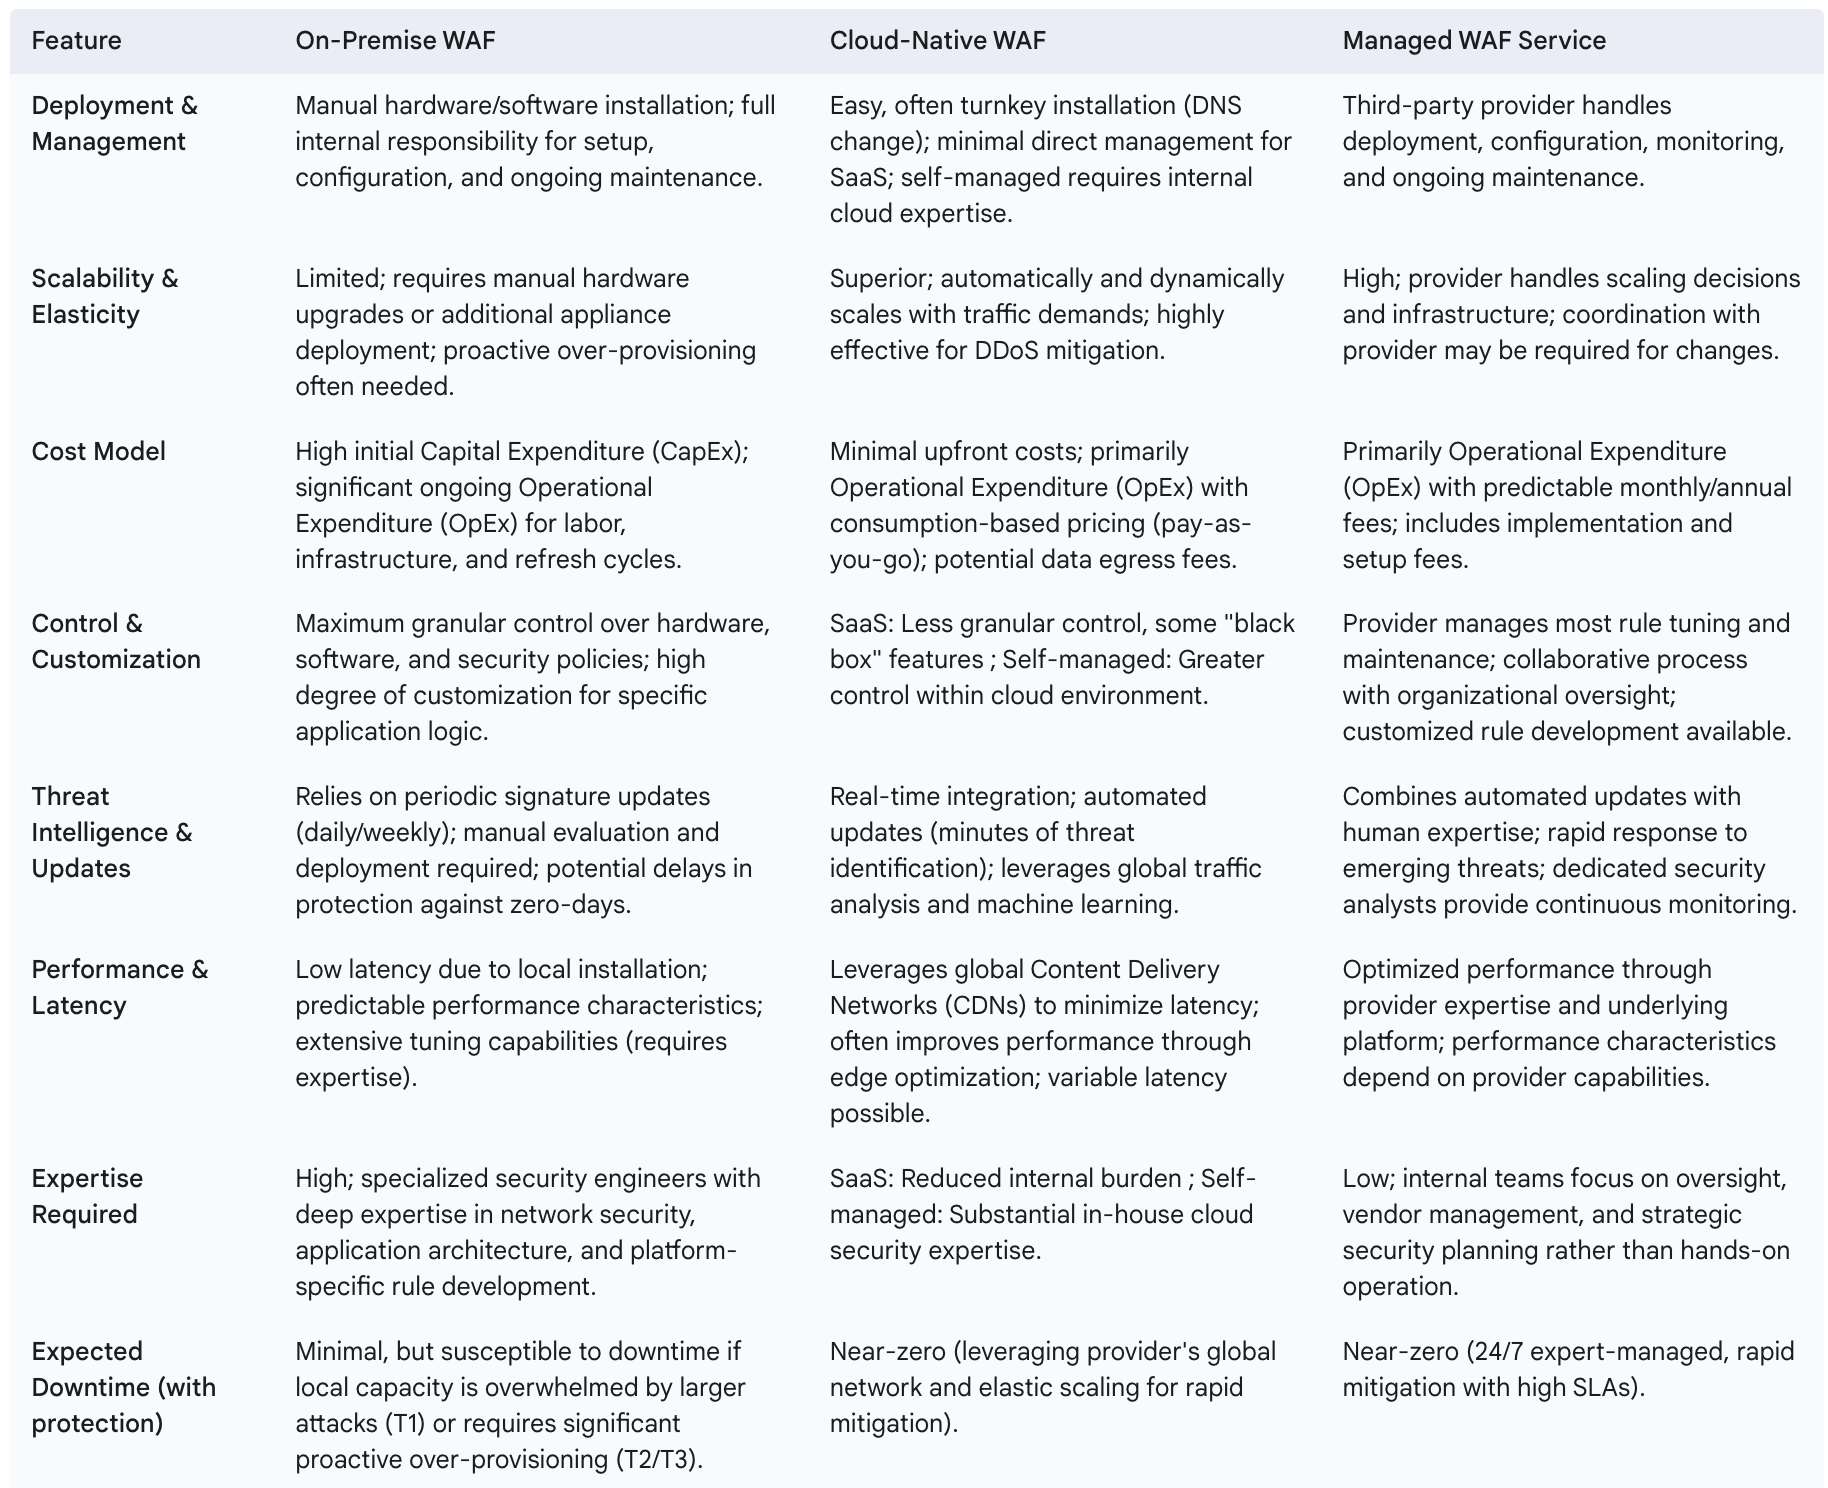 Feature
On-Premise WAF
Cloud-Native WAF
Managed WAF Service
Deployment &
Management
Manual hardware/software installation; full
internal responsibility for setup,
configuration, and ongoing maintenance.
Easy, often turnkey installation (DNS
change); minimal direct management for
SaaS; self-managed requires internal
cloud expertise.
Third-party provider handles
deployment, configuration, monitoring,
and ongoing maintenance.
Scalability &
Elasticity
Limited; requires manual hardware
upgrades or additional appliance
deployment; proactive over-provisioning
often needed.
Superior; automatically and dynamically
scales with traffic demands; highly
effective for DDoS mitigation.
High; provider handles scaling decisions
and infrastructure; coordination with
provider may be required for changes.
Cost Model
High initial Capital Expenditure (CapEx);
significant ongoing Operational
Expenditure (OpEx) for labor,
infrastructure, and refresh cycles.
Minimal upfront costs; primarily
Operational Expenditure (OpEx) with
consumption-based pricing (pay-as-
you-go); potential data egress fees.
Primarily Operational Expenditure
(OpEx) with predictable monthly/annual
fees; includes implementation and
setup fees.
Control &
Customization
Maximum granular control over hardware,
software, and security policies; high
degree of customization for specific
application logic.
SaaS: Less granular control, some "black
box" features ; Self-managed: Greater
control within cloud environment.
Provider manages most rule tuning and
maintenance; collaborative process
with organizational oversight;
customized rule development available.
Threat
Intelligence &
Updates
Relies on periodic signature updates
(daily/weekly); manual evaluation and
deployment required; potential delays in
protection against zero-days.
Real-time integration; automated
updates (minutes of threat
identification); leverages global traffic
analysis and machine learning.
Combines automated updates with
human expertise; rapid response to
emerging threats; dedicated security
analysts provide continuous monitoring.
Performance &
Latency
Low latency due to local installation;
predictable performance characteristics;
extensive tuning capabilities (requires
expertise).
Leverages global Content Delivery
Networks (CDNs) to minimize latency;
often improves performance through
edge optimization; variable latency
possible.
Optimized performance through
provider expertise and underlying
platform; performance characteristics
depend on provider capabilities.
Expertise
Required
High; specialized security engineers with
deep expertise in network security,
application architecture, and platform-
specific rule development.
SaaS: Reduced internal burden ; Self-
managed: Substantial in-house cloud
security expertise.
Low; internal teams focus on oversight,
vendor management, and strategic
security planning rather than hands-on
operation.
Expected
Downtime (with
protection)
Minimal, but susceptible to downtime if
local capacity is overwhelmed by larger
attacks (T1) or requires significant
proactive over-provisioning (T2/T3).
Near-zero (leveraging provider's global
network and elastic scaling for rapid
mitigation).
Near-zero (24/7 expert-managed, rapid
mitigation with high SLAs).